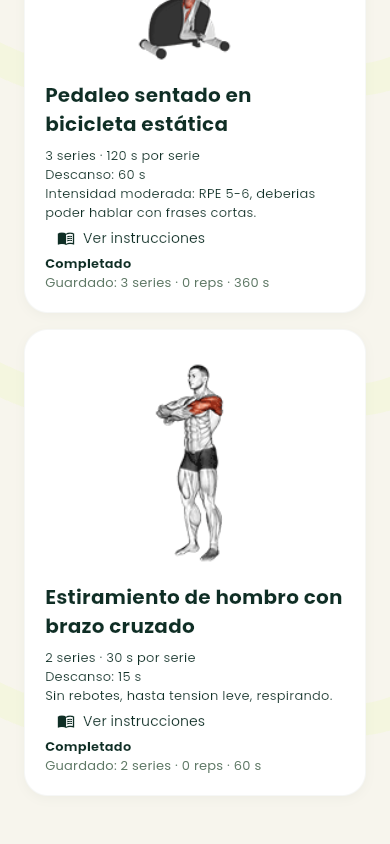 Pedaleo sentado en
bicicleta estática
3 series · 120 s por serie
Descanso: 60 s
Intensidad moderada: RPE 5-6, deberias
poder hablar con frases cortas.
Ver instrucciones
Completado
Guardado: 3 series · 0 reps · 360 s
Estiramiento de hombro con
brazo cruzado
2 series · 30 s por serie
Descanso: 15 s
Sin rebotes, hasta tension leve, respirando.
Ver instrucciones
Completado
Guardado: 2 series · 0 reps · 60 s